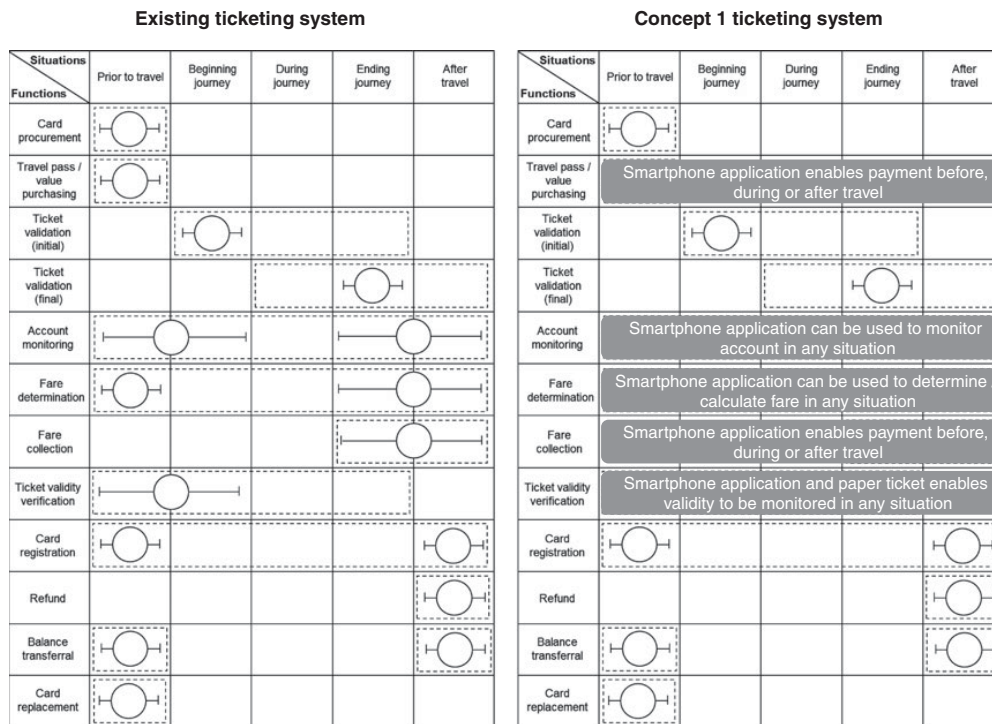 Existing ticketing system
Situations
Functions
Prior to travel
Beginning
journey
During
journey
Ending
journey
After
travel
Card
procurement
Travel pass /
value
purchasing
Ticket
validation
(initial)
Ticket
validation
(final)
Account
monitoring
Fare
determination
Fare
collection
Ticket validity
verification
Card
registration
Refund
Balance
transferral
Card
replacement
Concept 1 ticketing system
Situations
Functions
Prior to travel
Beginning
journey
During
journey
Ending
journey
After
travel
Card
procurement
Travel pass /
value
purchasing
Smartphone application enables payment before,
during or after travel
Ticket
validation
(initial)
Ticket
validation
(final)
Account
monitoring
Smartphone application can be used to monitor
account in any situation
Fare
determination
Smartphone application can be used to determine
calculate fare in any situation
Fare
collection
Smartphone application enables payment before,
during or after travel
Ticket validity
verification
Smartphone application and paper ticket enables
validity to be monitored in any situation
Card
registration
Refund
Balance
transferral
Card
replacement